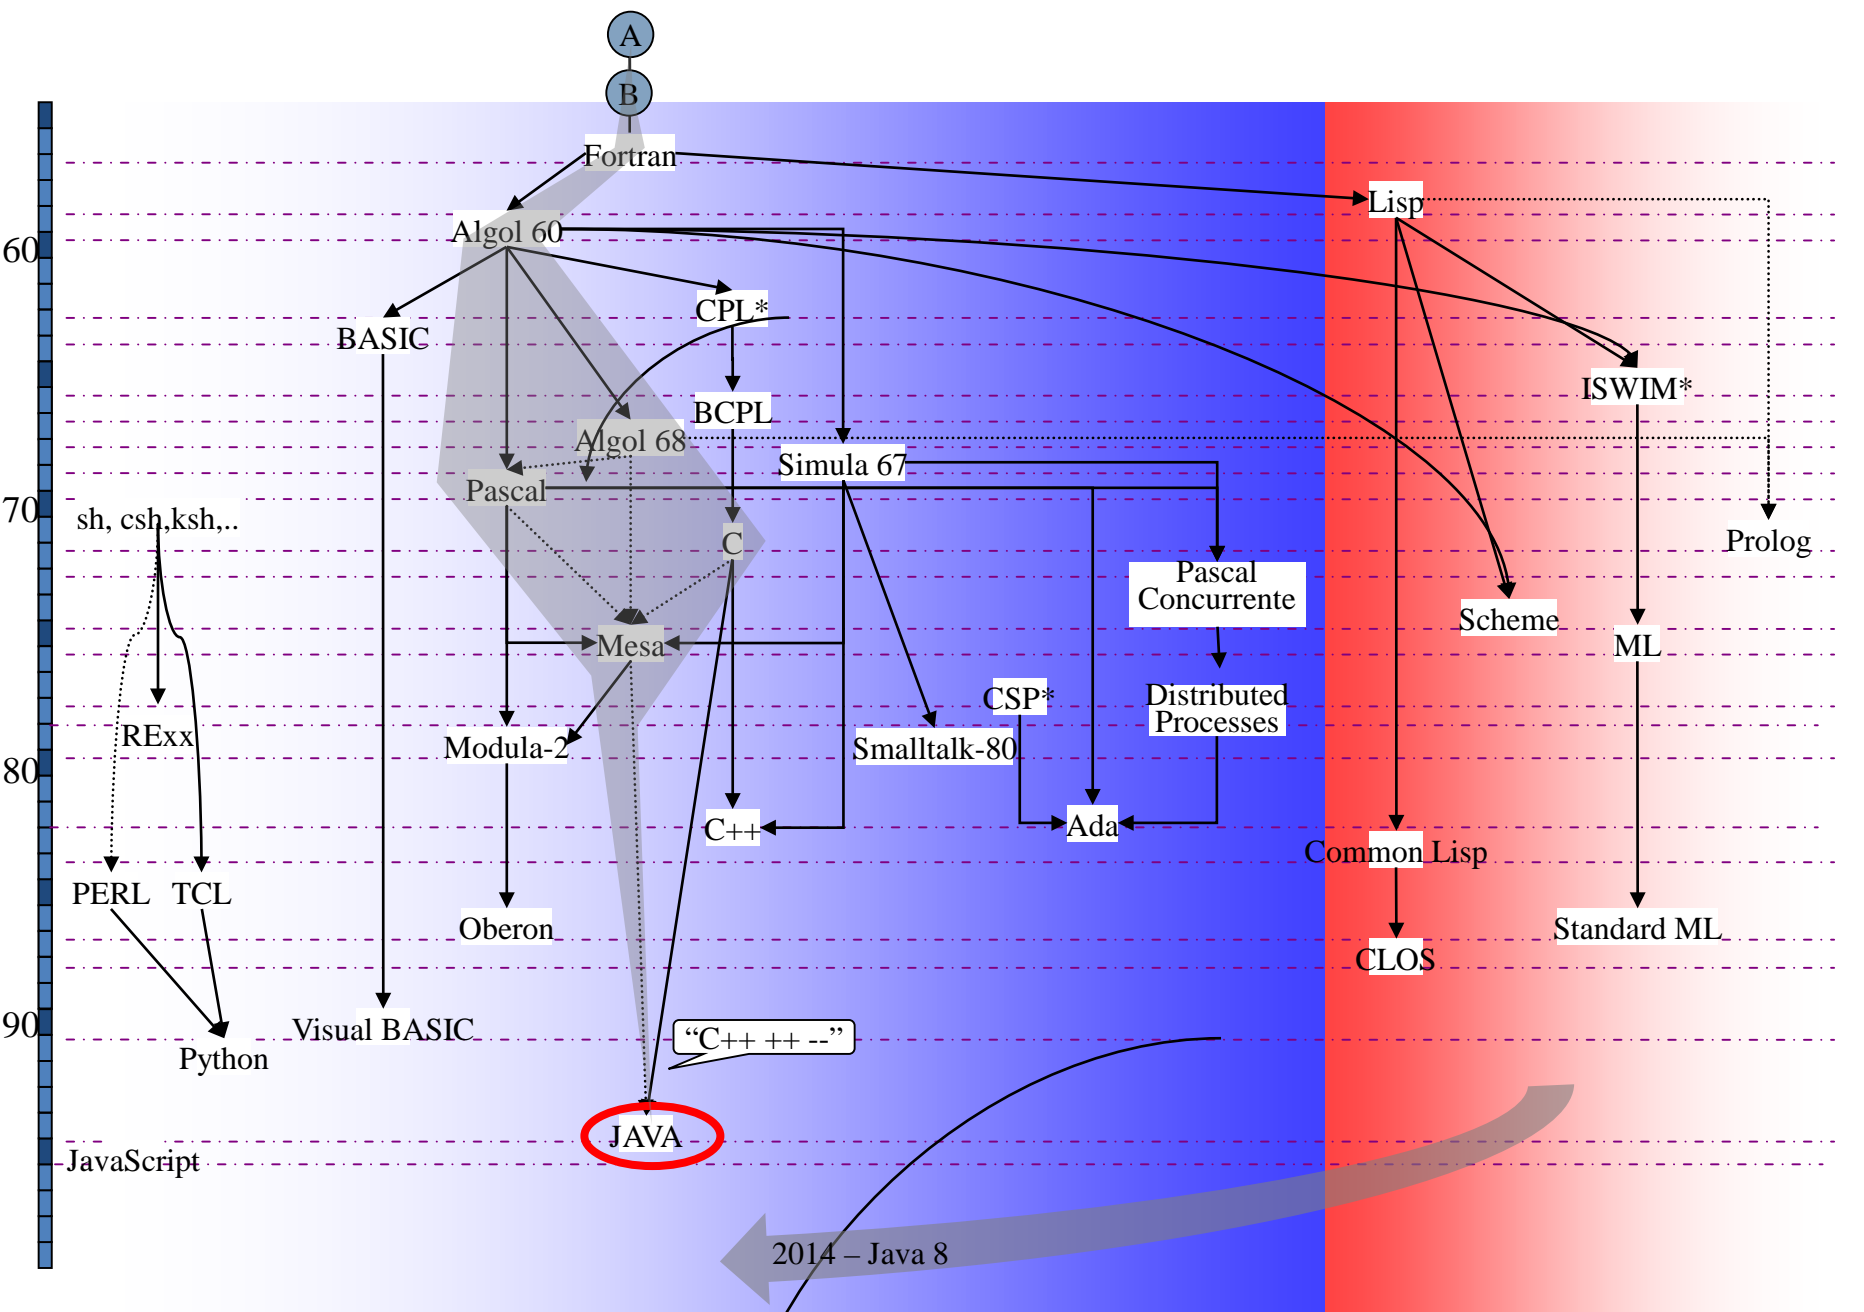 A
B
Fortran
Lisp
Algol 60
60
CPL*
BASIC
ISWIM*
BCPL
Algol 68
Simula 67
Pascal
70
sh, csh,ksh,..
C
Prolog
Pascal
Concurrente
Scheme
Mesa
ML
CSP*
Distributed
Processes
RExx
Modula-2
Smalltalk-80
80
C++
Ada
Common Lisp
PERL
TCL
Oberon
Standard ML
CLOS
90
Visual BASIC
“C++ ++ --”
Python
JAVA
JavaScript
2014 – Java 8